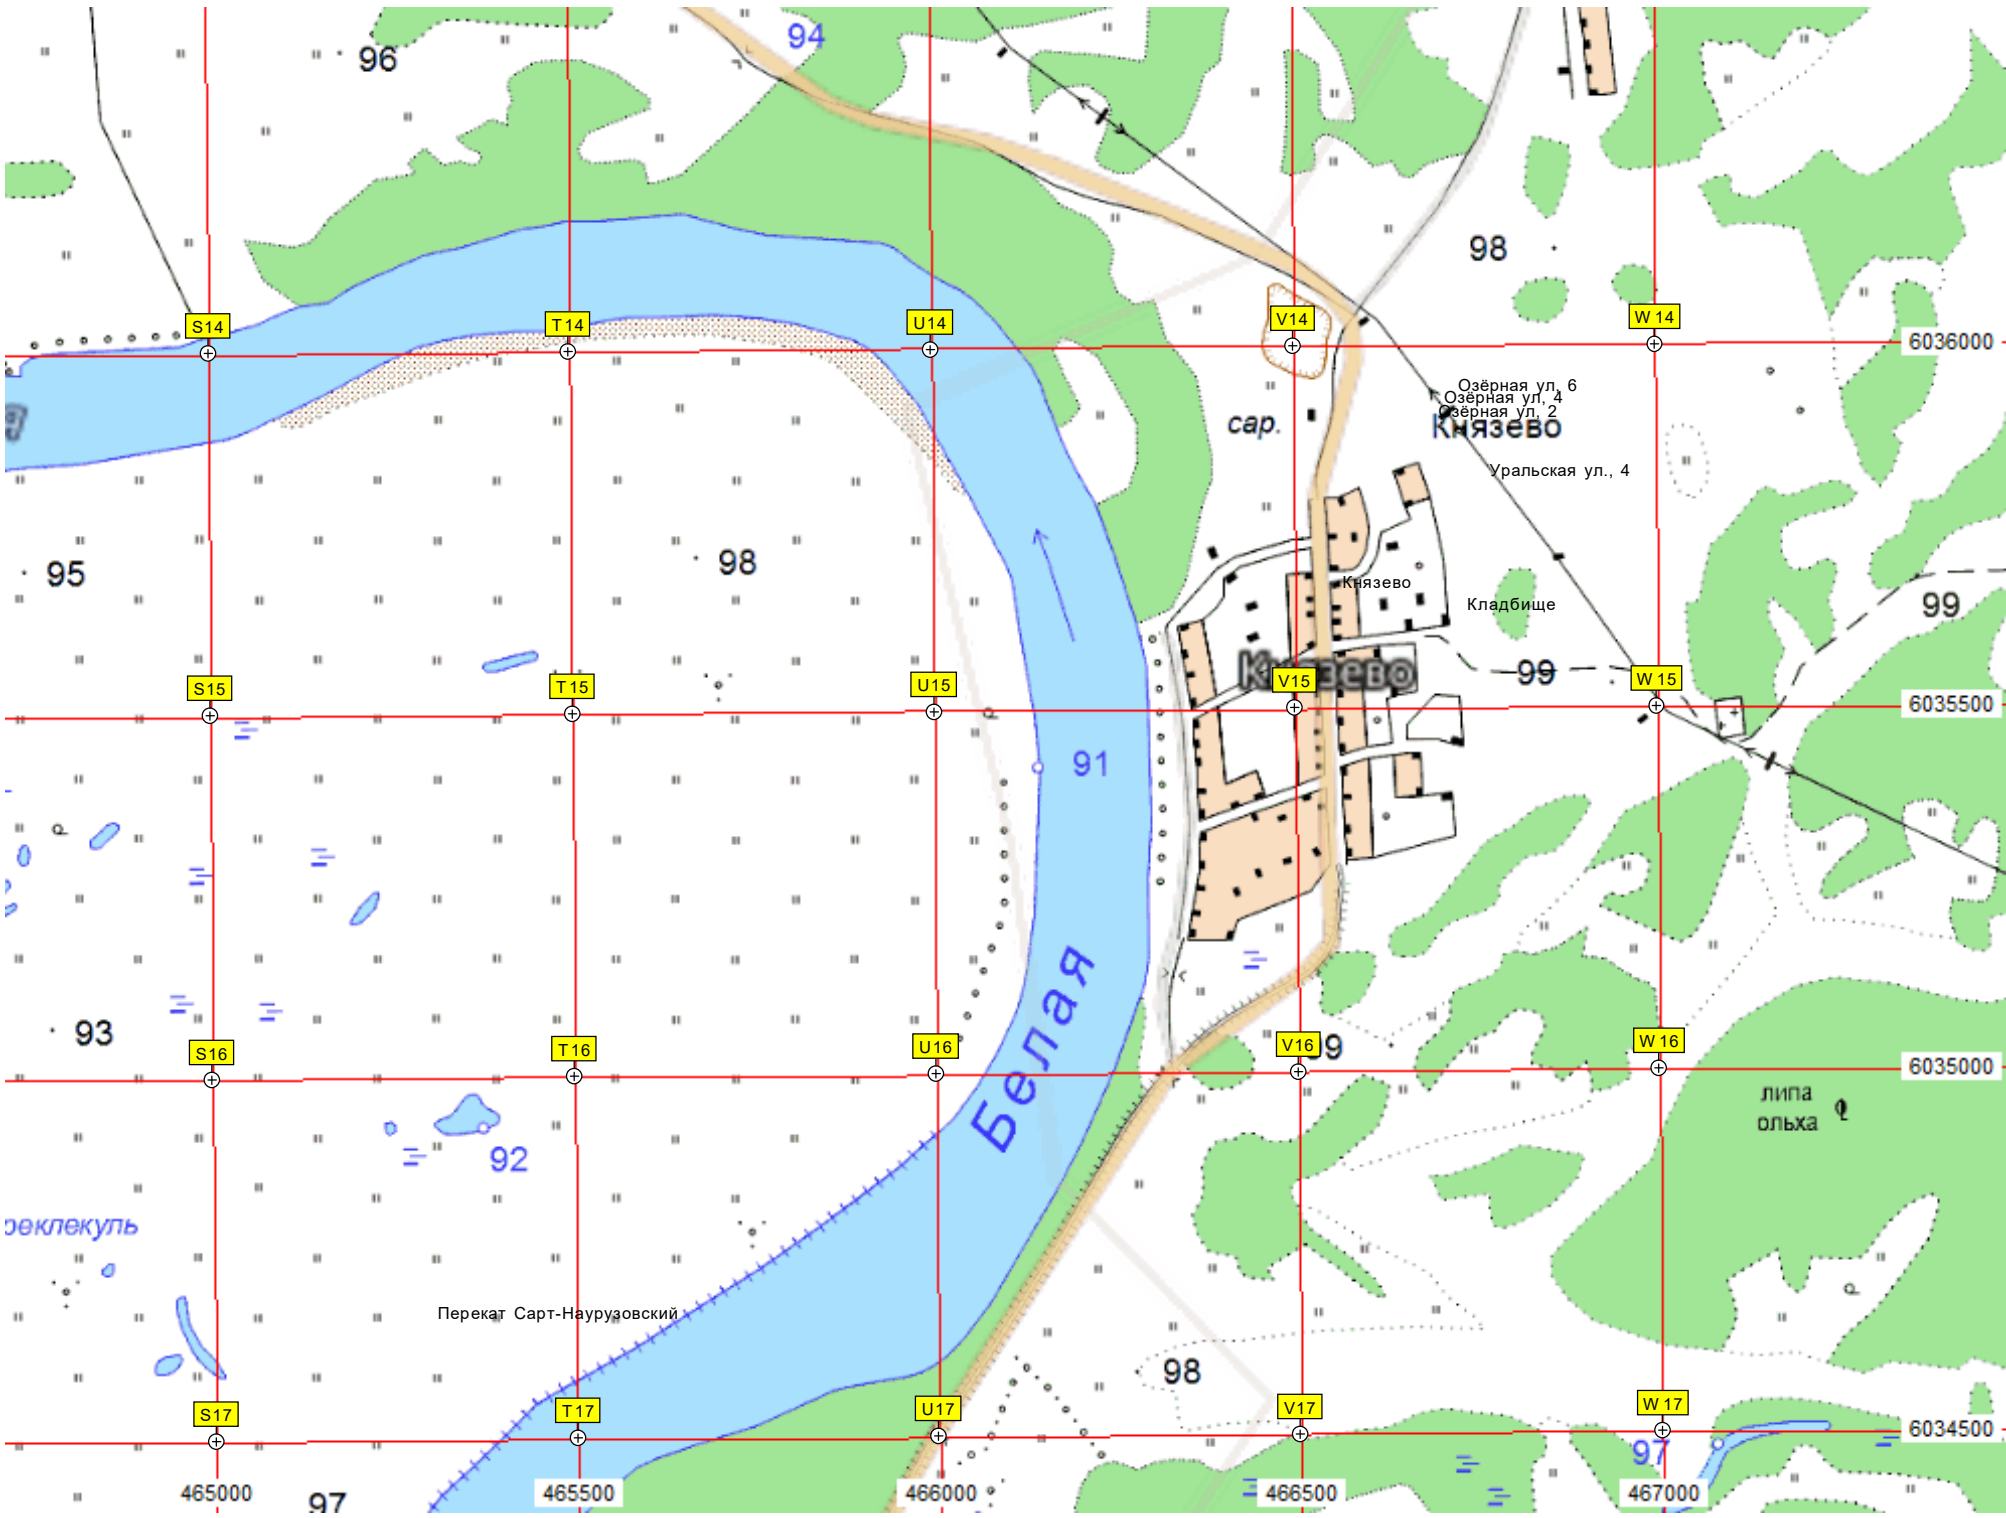 94
96
98
S14
T14
U14
V14
W14
6036000
Озёрная ул, 6
Озёрная ул, 4
Озёрная ул, 2
сар.
Князево
я
Уральская ул., 4
95
98
Князево
Кладбище
99
Князево
99
S15
T15
U15
V15
W15
6035500
91
Белая
93
S16
T16
U16
V16
99
W16
6035000
липа
ольха
92
реклекуль
Перекат Сарт-Наурузовский
98
S17
T17
U17
V17
W17
6034500
97
465000
465500
466000
466500
467000
97